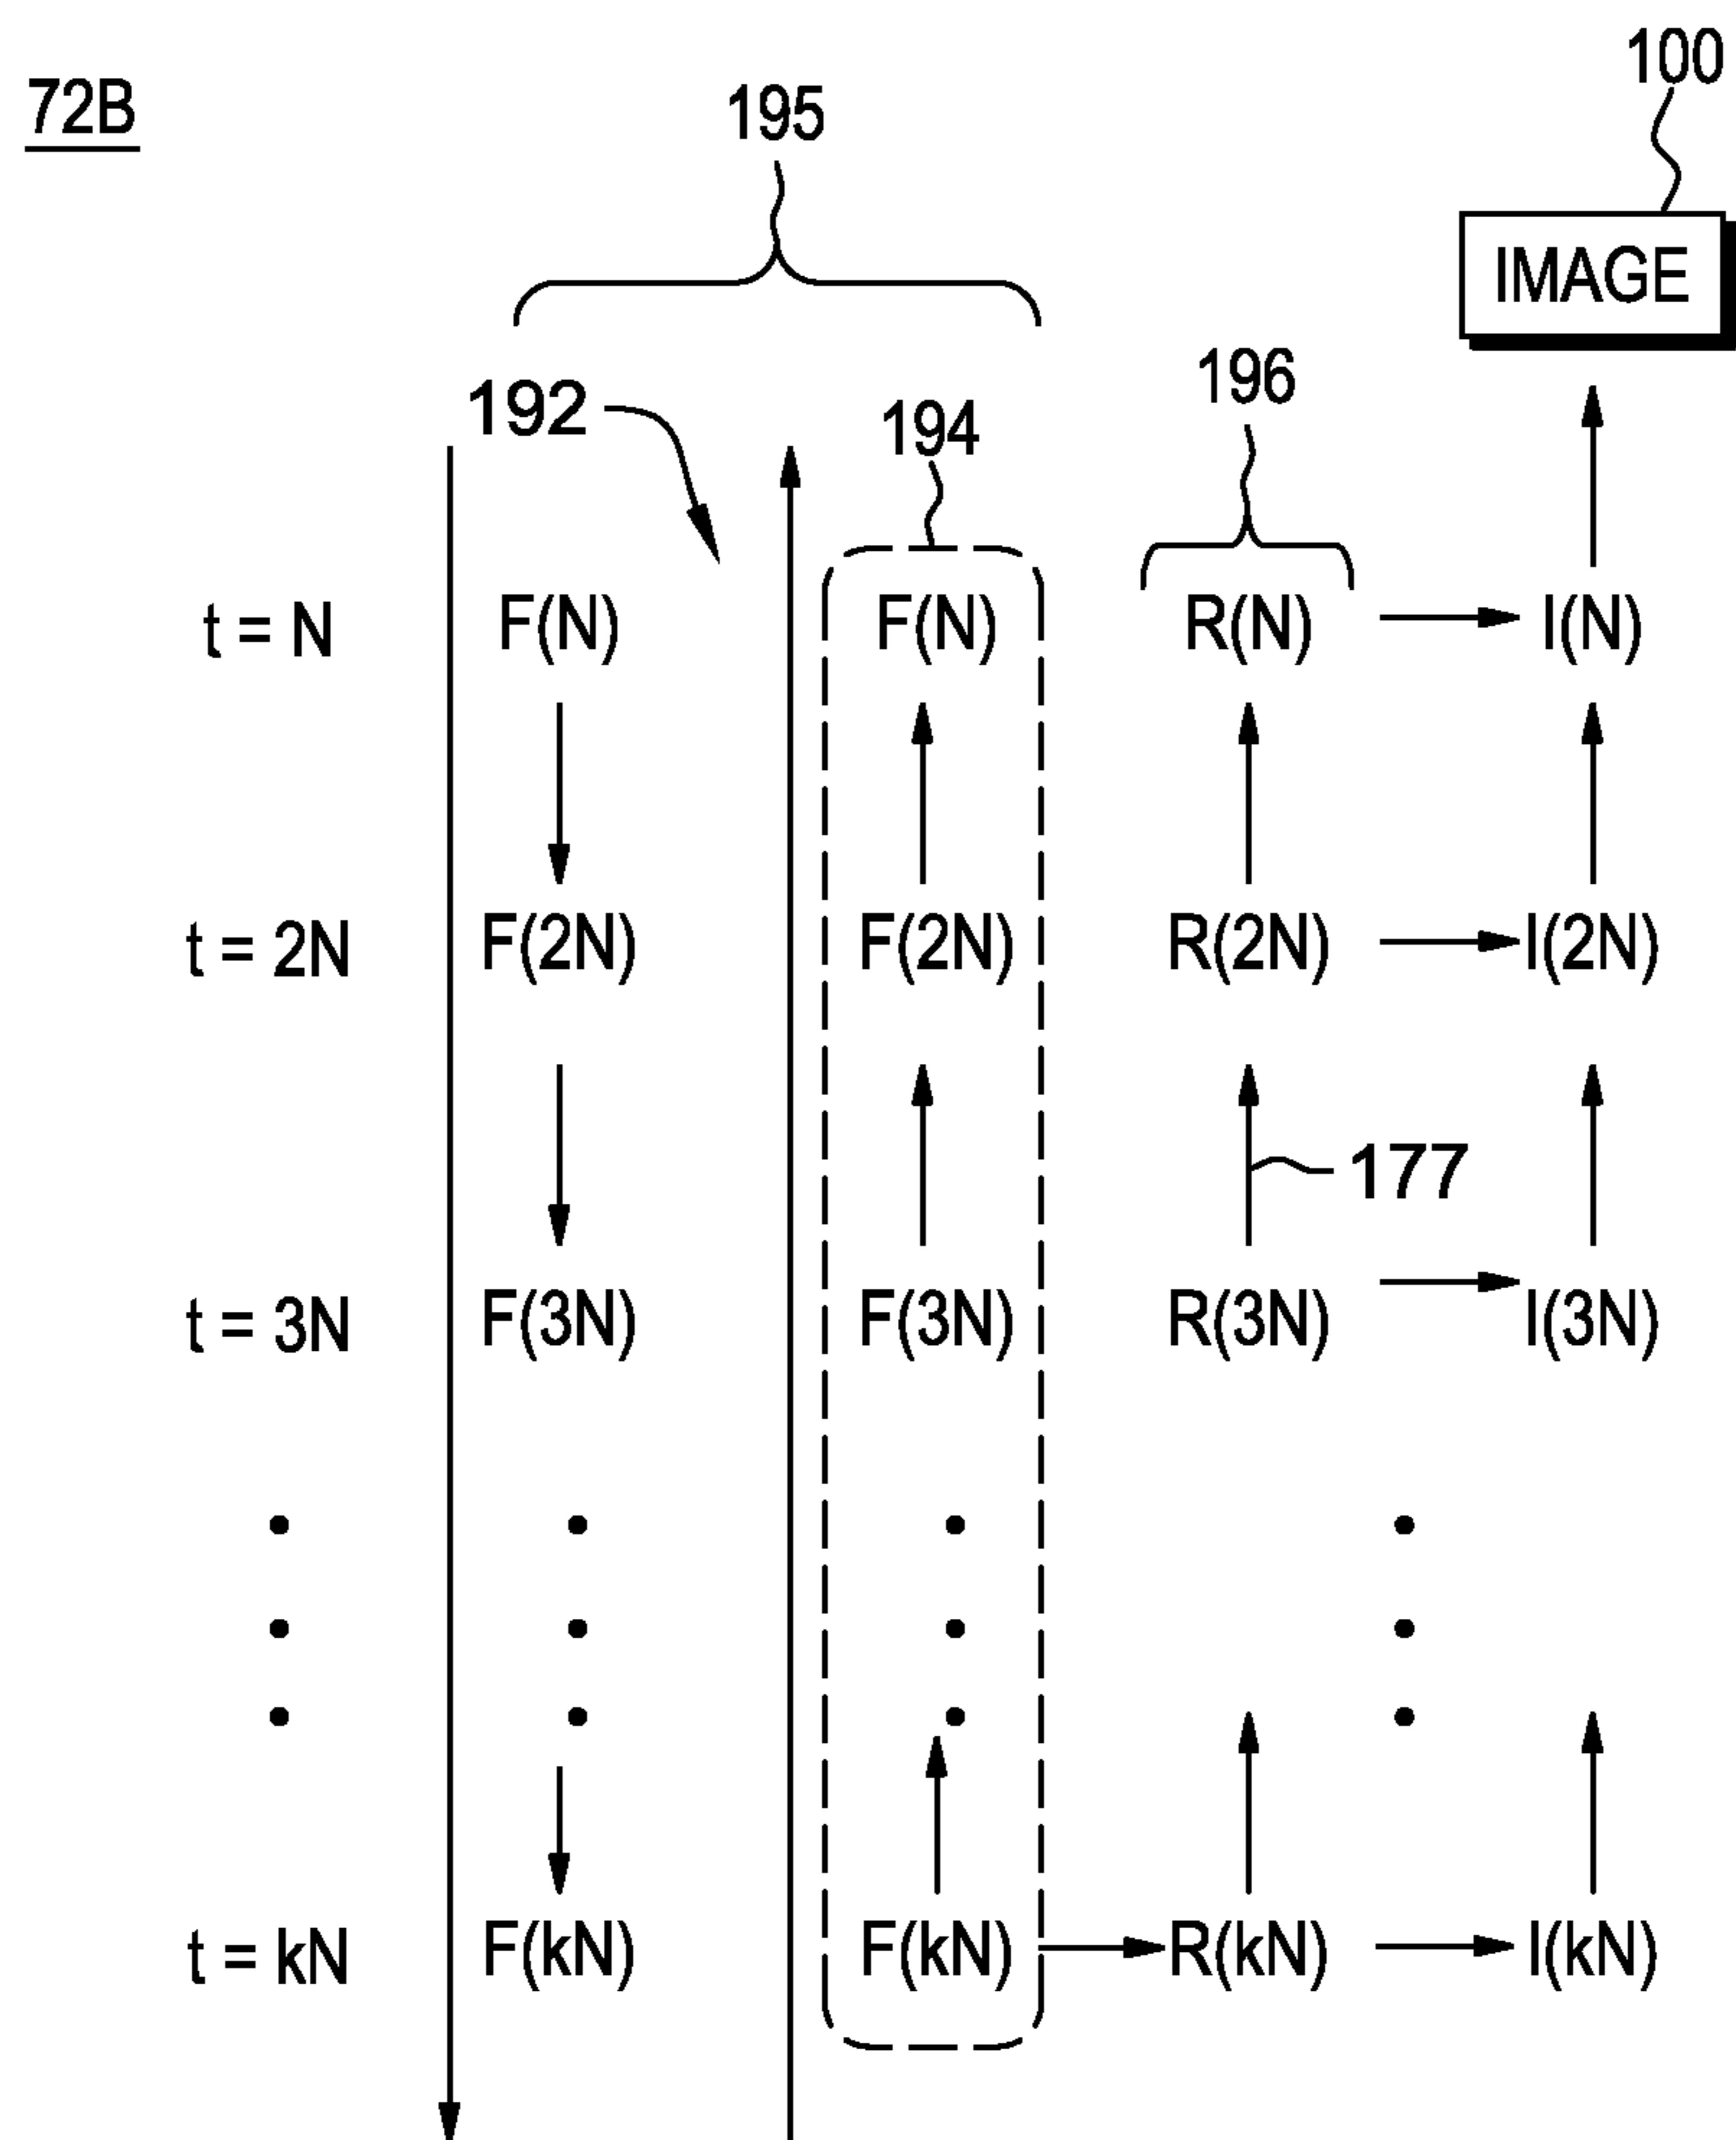 100
72B
195
IMAGE
192
194
196
t = N F(N) F(N) R(N) I(N)
t = 2N F(2N) F(2N) R(2N) I(2N)
177
t = 3N F(3N) F(3N) R(3N) I(3N)
t = kN F(kN) F(kN) R(kN) I(kN)